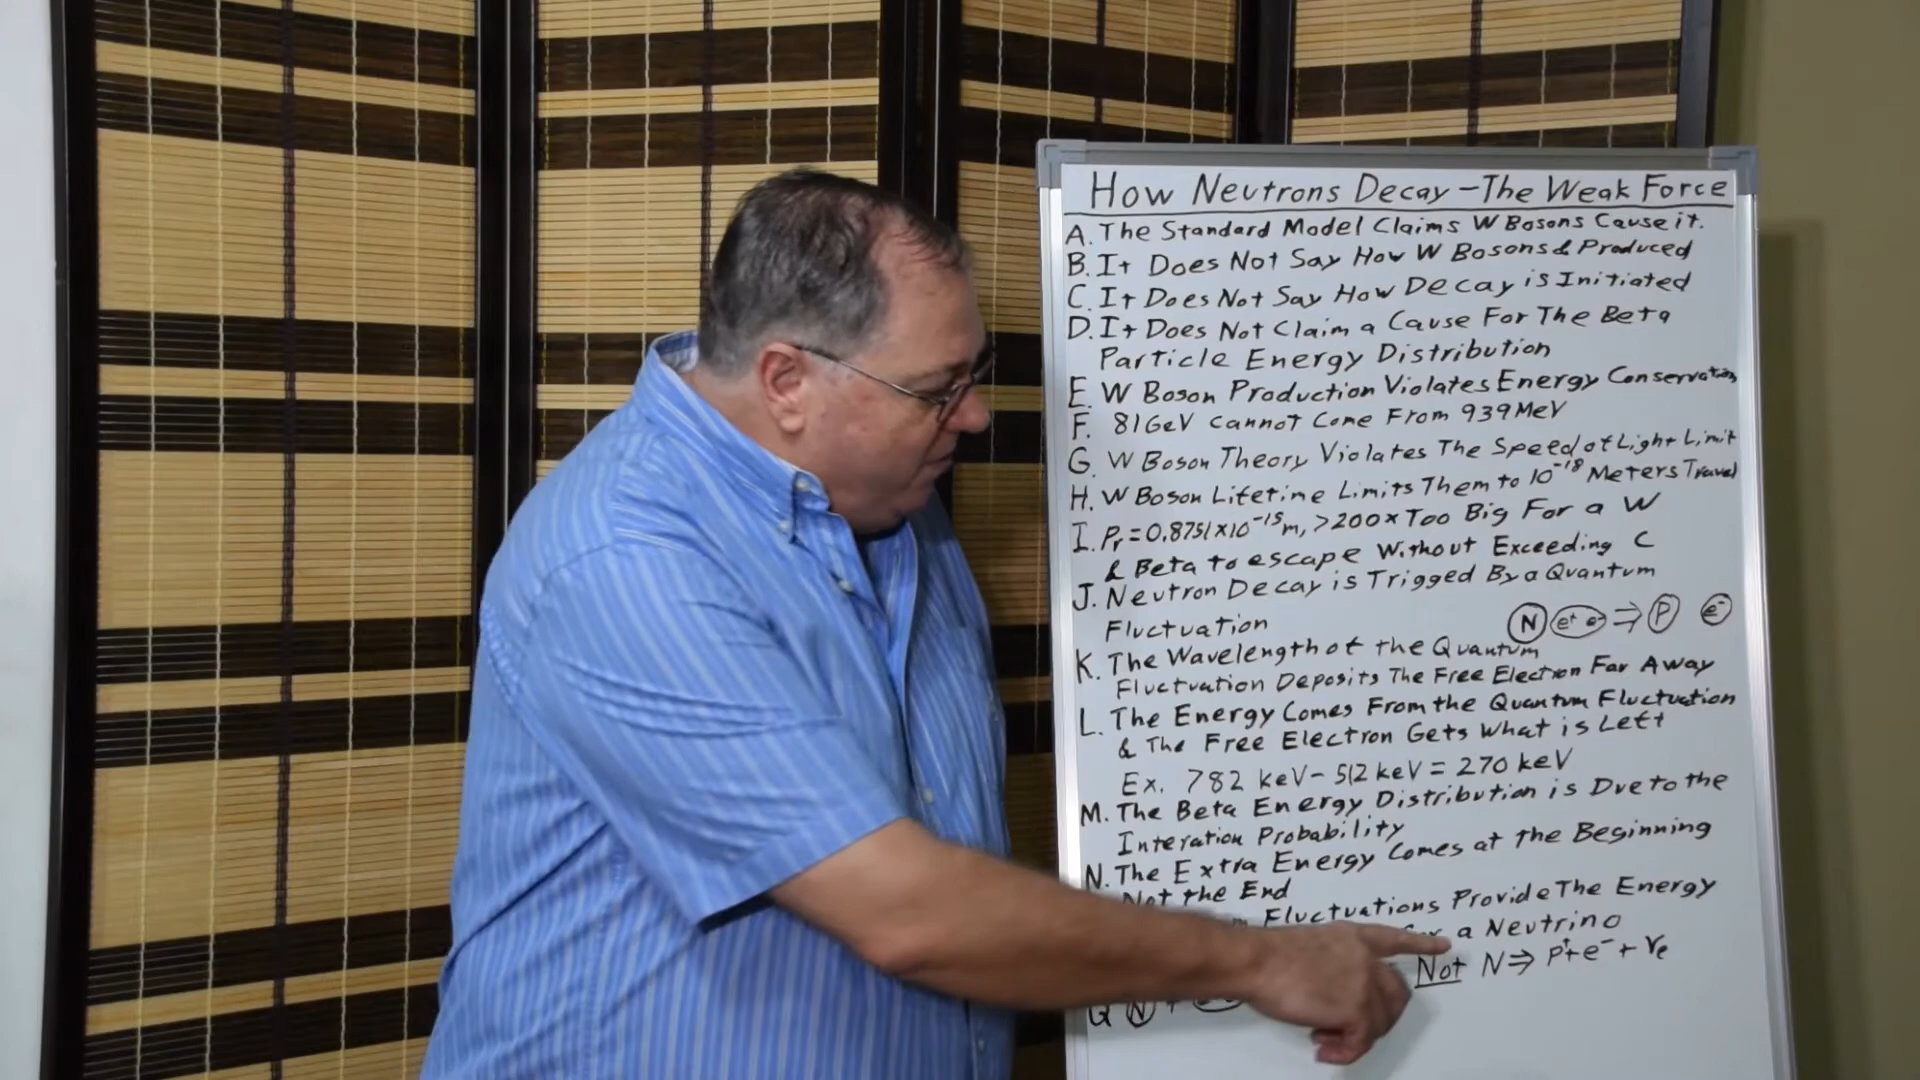 How Neutrons Decay - The Weak Force
A. The Standard Model Claims W Bosons Cause it.
B. It Does Not Say How W Bosons & Produced
C. It Does Not Say How Decay is Initiated
D. It Does Not Claim a Cause For The Beta
Particle Energy Distribution
E. W Boson Production Violates Energy Conservation
F. 81 GeV cannot Come From 939 MeV
G. W Boson Theory Violates The Speed of Light Limit
H. W Boson Lifetime Limits Them to 10⁻¹⁸ Meters Travel
I. Pr = 0.8751×10⁻¹⁵m, >200× Too Big For a W
& Beta to escape Without Exceeding C
J. Neutron Decay is Trigged By a Quantum
Fluctuation
N e⁺ e⁻ ⇒ P e⁻
K. The Wavelength of the Quantum
Fluctuation Deposits The Free Electron Far Away
L. The Energy Comes From the Quantum Fluctuation
& The Free Electron Gets What is Left
Ex. 782 keV - 512 keV = 270 keV
M. The Beta Energy Distribution is Due to the
Interation Probability
N. The Extra Energy Comes at the Beginning
Not the End
Fluctuations Provide The Energy
a Neutrino
Q N + Not N ⇒ P⁺ + e⁻ + νe